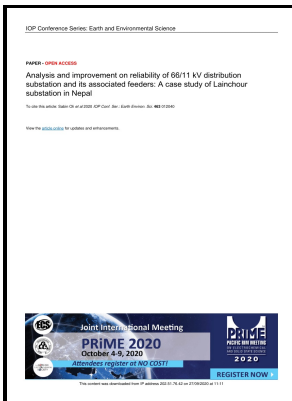 IOP Conference Series: Earth and Environmental Science
PAPER • OPEN ACCESS
Analysis and improvement on reliability of 66/11 kV distribution
substation and its associated feeders: A case study of Lainchour
substation in Nepal
To cite this article: Saker Oli et al 2020 IOP Conf. Ser.: Earth Environ. Sci.
View the article online for updates and enhancements.
ECS
Joint International Meeting
PRiME 2020
October 4-9, 2020
Attendees register at NO COST!
PRiME
PACIFIC RIM MEETING
2020
REGISTER NOW
This content was downloaded from IP address 202.51.76.42 on 27/09/2020 at 11:11